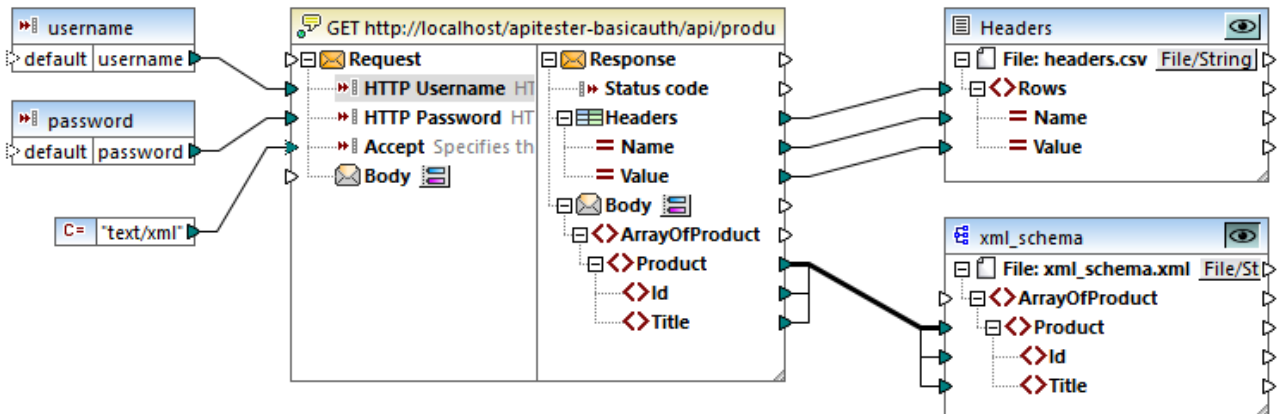 username
default username
password
default password
C= "text/xml"
GET http://localhost/apitester-basicauth/api/produ
Request
HTTP Username HT
HTTP Password HT
Accept Specifies th
Body
Response
Status code
Headers
Name
Value
Body
ArrayOfProduct
Product
Id
Title
Headers
File: headers.csv File/String
Rows
Name
Value
xml_schema
File: xml_schema.xml File/St
ArrayOfProduct
Product
Id
Title